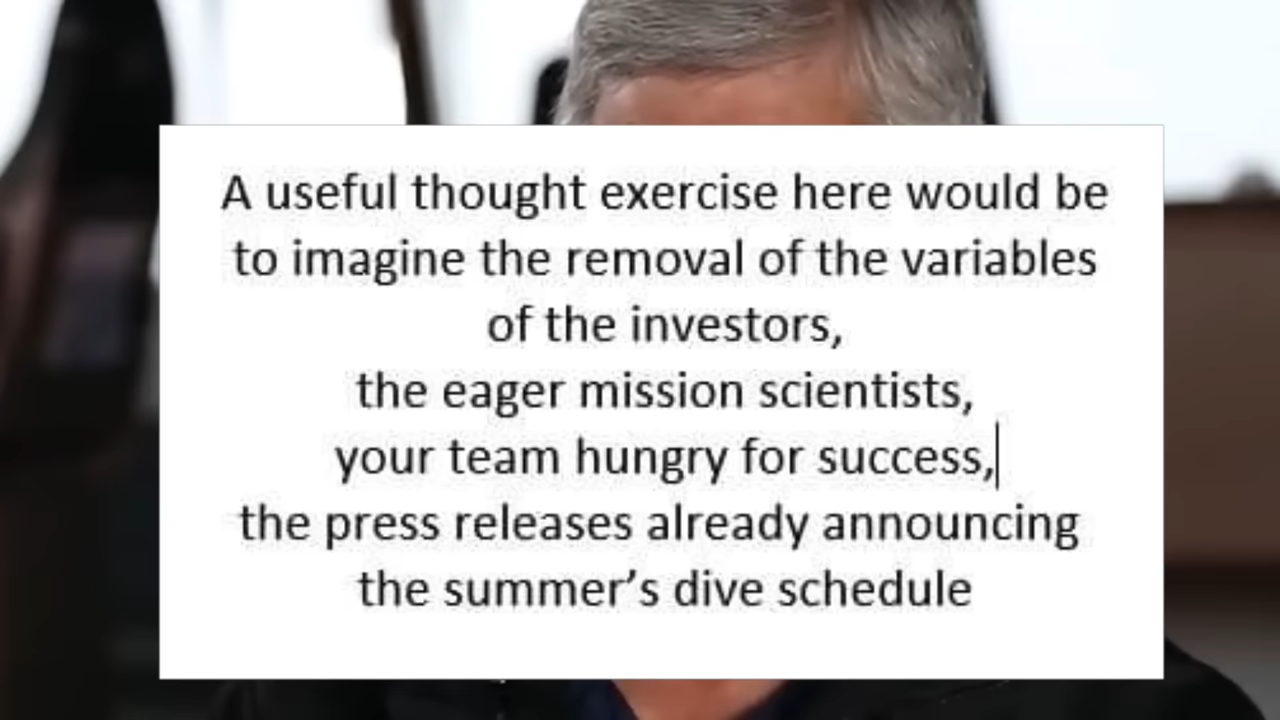 A useful thought exercise here would be
to imagine the removal of the variables
of the investors,
the eager mission scientists,
your team hungry for success,
the press releases already announcing
the summer’s dive schedule